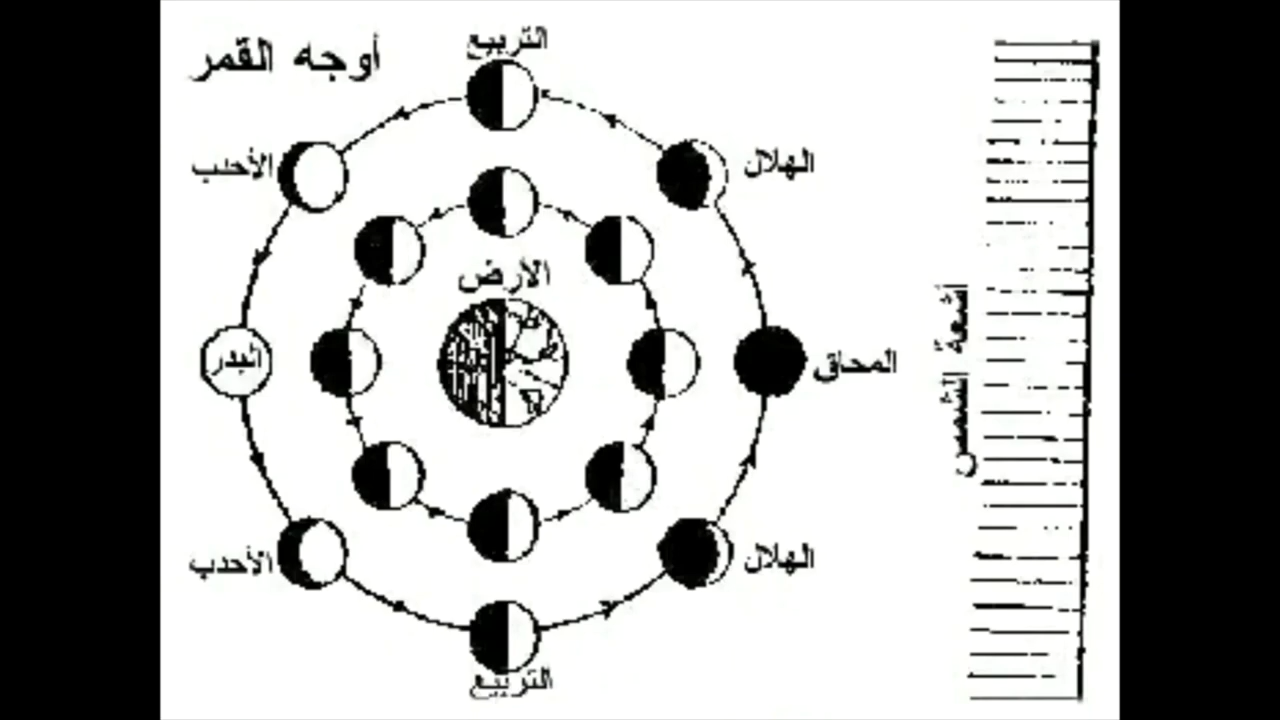 أوجه القمر
التربيع
الأحدب
الهلال
الأرض
البدر
المحاق
أشعة الشمس
الأحدب
الهلال
التربيع